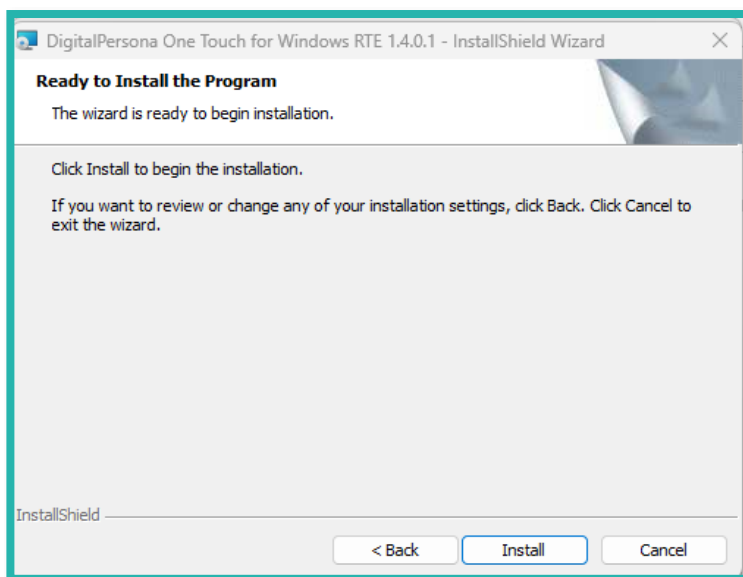 DigitalPersona One Touch for Windows RTE 1.4.0.1 - InstallShield Wizard
Ready to Install the Program
The wizard is ready to begin installation.
Click Install to begin the installation.
If you want to review or change any of your installation settings, click Back. Click Cancel to
exit the wizard.
InstallShield
< Back
Install
Cancel